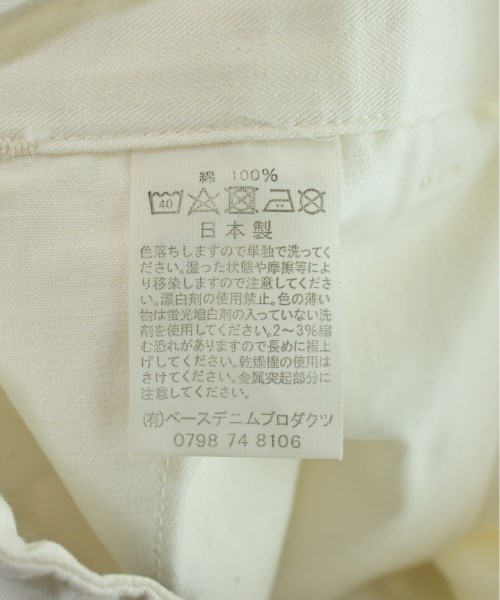 綿 100%
40
日本製
色落ちしますので単独で洗ってく
ださい。湿った状態や摩擦等によ
り移染しますので注意してくださ
い。漂白剤の使用禁止。色の薄い
物は蛍光増白剤の入っていない洗
剤を使用してください。2～3%縮
む恐れがありますので長めに裾上
げしてください。乾燥機の使用は
さけてください。金属突起部分に
注意してください。
(有)ベースデニムプロダクツ
0798 74 8106